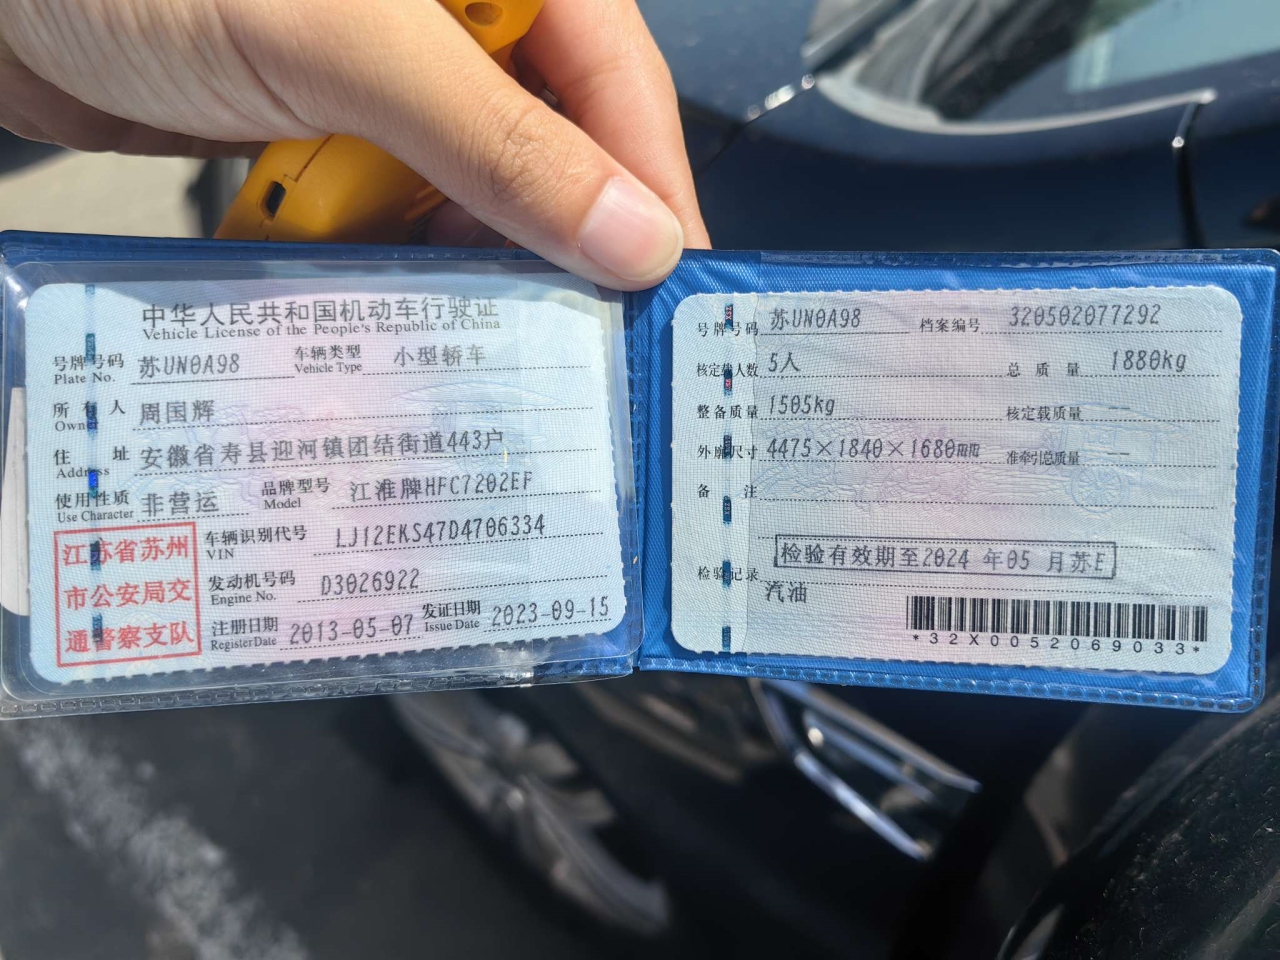 中华人民共和国机动车行驶证
Vehicle License of the People's Republic of China
号牌号码 苏UN0A98 车辆类型 小型轿车
Plate No. Vehicle Type
所有人 周国辉
Owner
住址 安徽省寿县迎河镇团结街道443户
Address
使用性质 非营运 品牌型号 江淮牌HFC7202EF
Use Character Model
江苏省苏州
市公安局交
通警察支队
车辆识别代号 LJ12EKS47D4706334
VIN
发动机号码 D3026922
Engine No.
注册日期 2013-05-07 发证日期 2023-09-15
Register Date Issue Date
号牌号码 苏UN0A98 档案编号 320502077292
核定载人数 5人 总质量 1880kg
整备质量 1505kg 核定载质量 —
外廓尺寸 4475×1840×1680mm 准牵引总质量 —
备注
检验有效期至2024 年05 月苏E
检验记录
汽油
*32X0052069033*